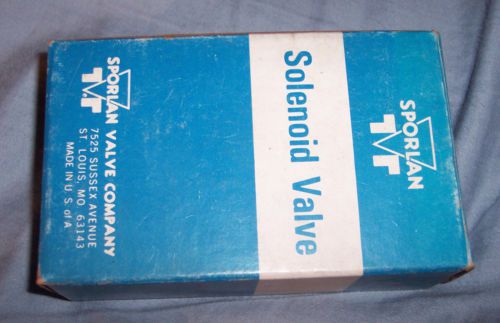 SPORLAN
Solenoid Valve
SPORLAN VALVE COMPANY
7525 SUSSEX AVENUE
ST. LOUIS, MO. 63143
MADE IN U. S. of A